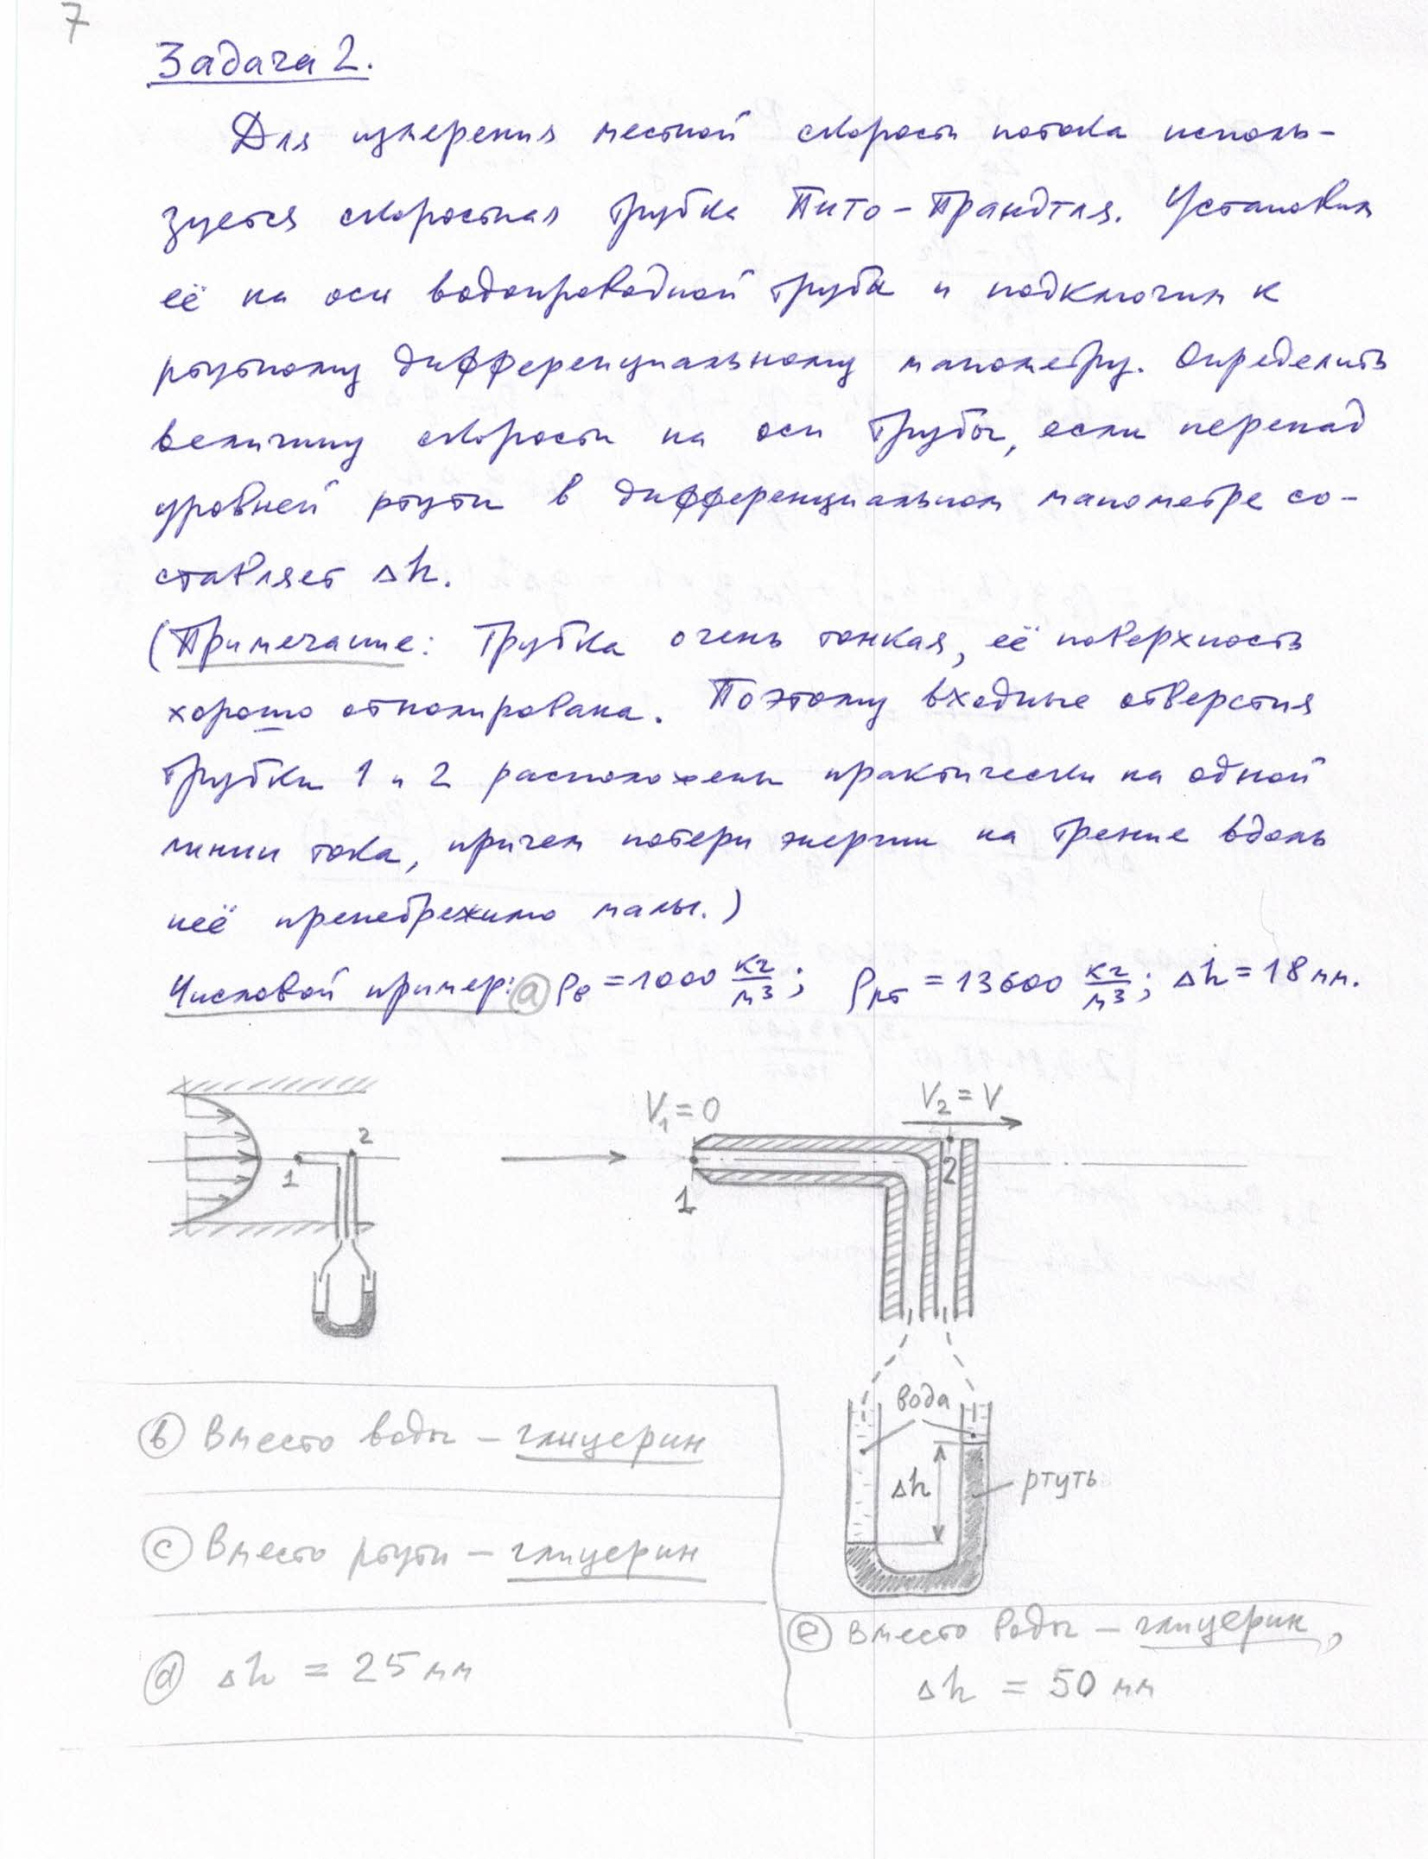 7
Задача 2.
Для измерения местной скорости потока исполь-
зуется скоростная трубка Пито-Прандтля. Установим
её на оси водопроводной трубы и подключим к
ртутному дифференциальному манометру. Определить
величину скорости на оси трубы, если перепад
уровней ртути в дифференциальном манометре со-
ставляет Δh.
(Примечание: Трубка очень тонкая, её поверхность
хорошо отполирована. Поэтому входные отверстия
трубки 1 и 2 расположены практически на одной
линии тока, причем потери энергии на трение вдоль
неё пренебрежимо малы.)
Числовой пример: (a) ρв = 1000 кг/м³; ρрт = 13600 кг/м³; Δh = 18 мм.
V₁ = 0
V₂ = V
1
2
1
2
вода
Δh
ртуть
(b) Вместо воды – глицерин
(c) Вместо ртути – глицерин
(d) Δh = 25 мм
(e) Вместо воды – глицерин,
Δh = 50 мм